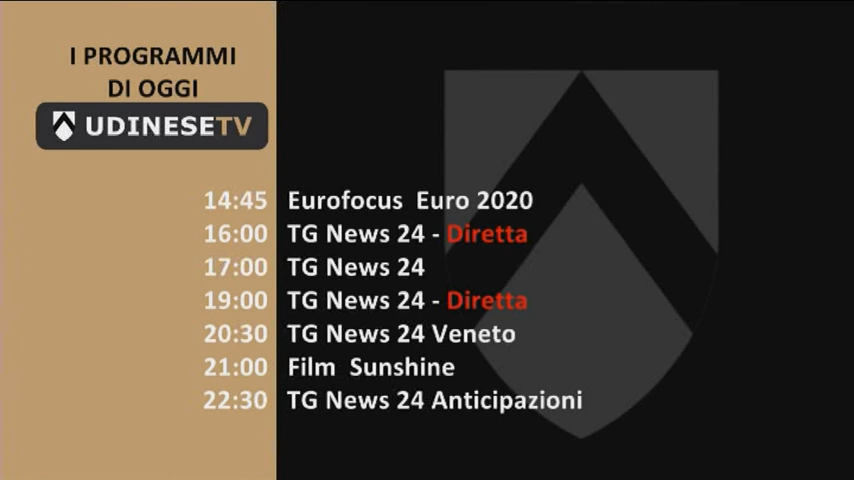 I PROGRAMMI
DI OGGI
UDINESETV
14:45 Eurofocus Euro 2020
16:00 TG News 24 - Diretta
17:00 TG News 24
19:00 TG News 24 - Diretta
20:30 TG News 24 Veneto
21:00 Film Sunshine
22:30 TG News 24 Anticipazioni